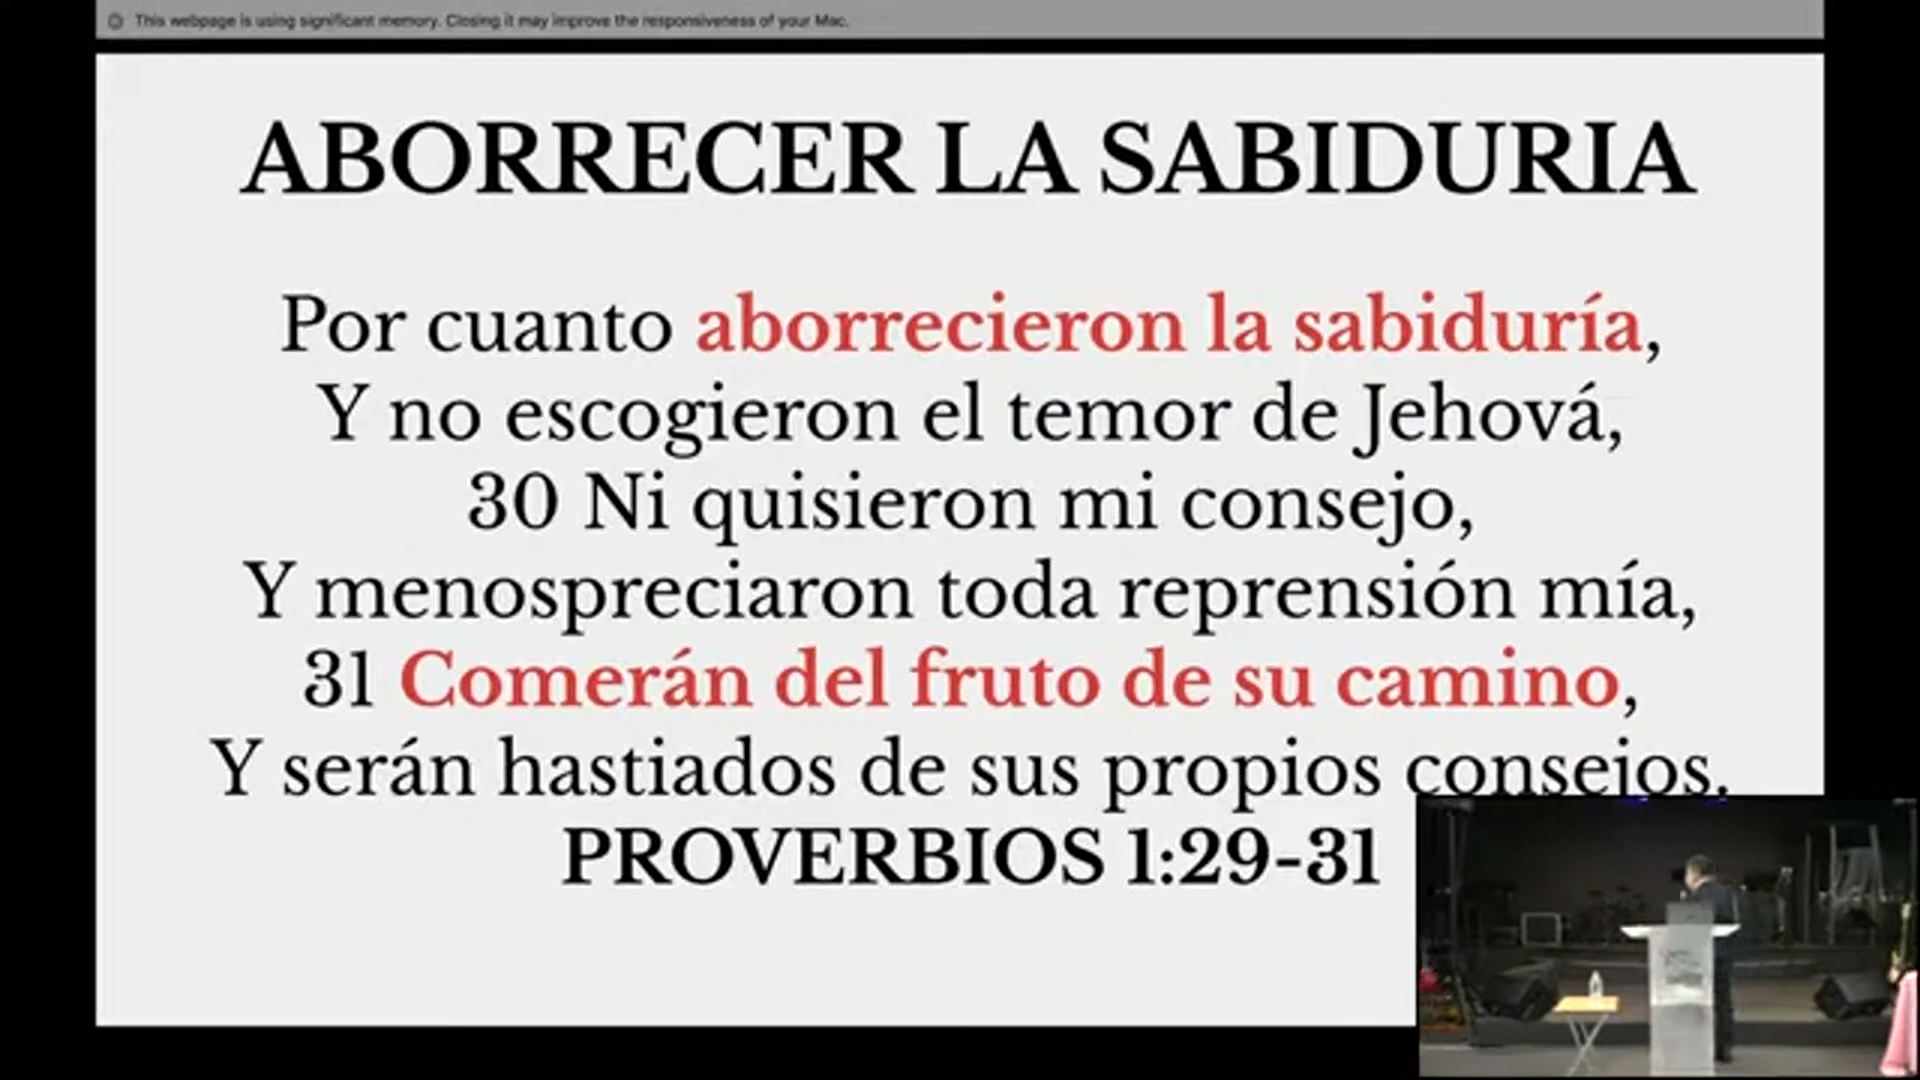 This webpage is using significant memory. Closing it may improve the responsiveness of your Mac.
ABORRECER LA SABIDURIA
Por cuanto aborrecieron la sabiduría,
Y no escogieron el temor de Jehová,
30 Ni quisieron mi consejo,
Y menospreciaron toda reprensión mía,
31 Comerán del fruto de su camino,
Y serán hastiados de sus propios consejos.
PROVERBIOS 1:29-31